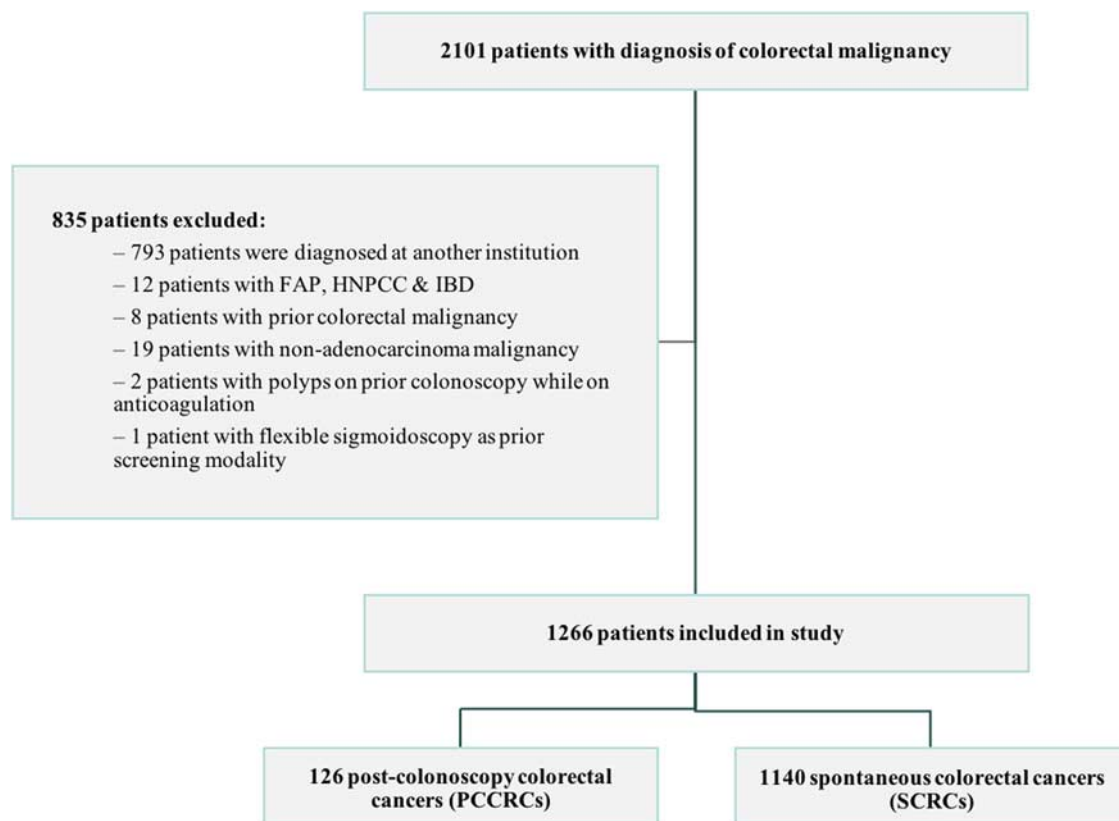 2101 patients with diagnosis of colorectal malignancy
835 patients excluded:
– 793 patients were diagnosed at another institution
– 12 patients with FAP, HNPCC & IBD
– 8 patients with prior colorectal malignancy
– 19 patients with non-adenocarcinoma malignancy
– 2 patients with polyps on prior colonoscopy while on
anticoagulation
– 1 patient with flexible sigmoidoscopy as prior
screening modality
1266 patients included in study
126 post-colonoscopy colorectal
cancers (PCCRCs)
1140 spontaneous colorectal cancers
(SCRCs)